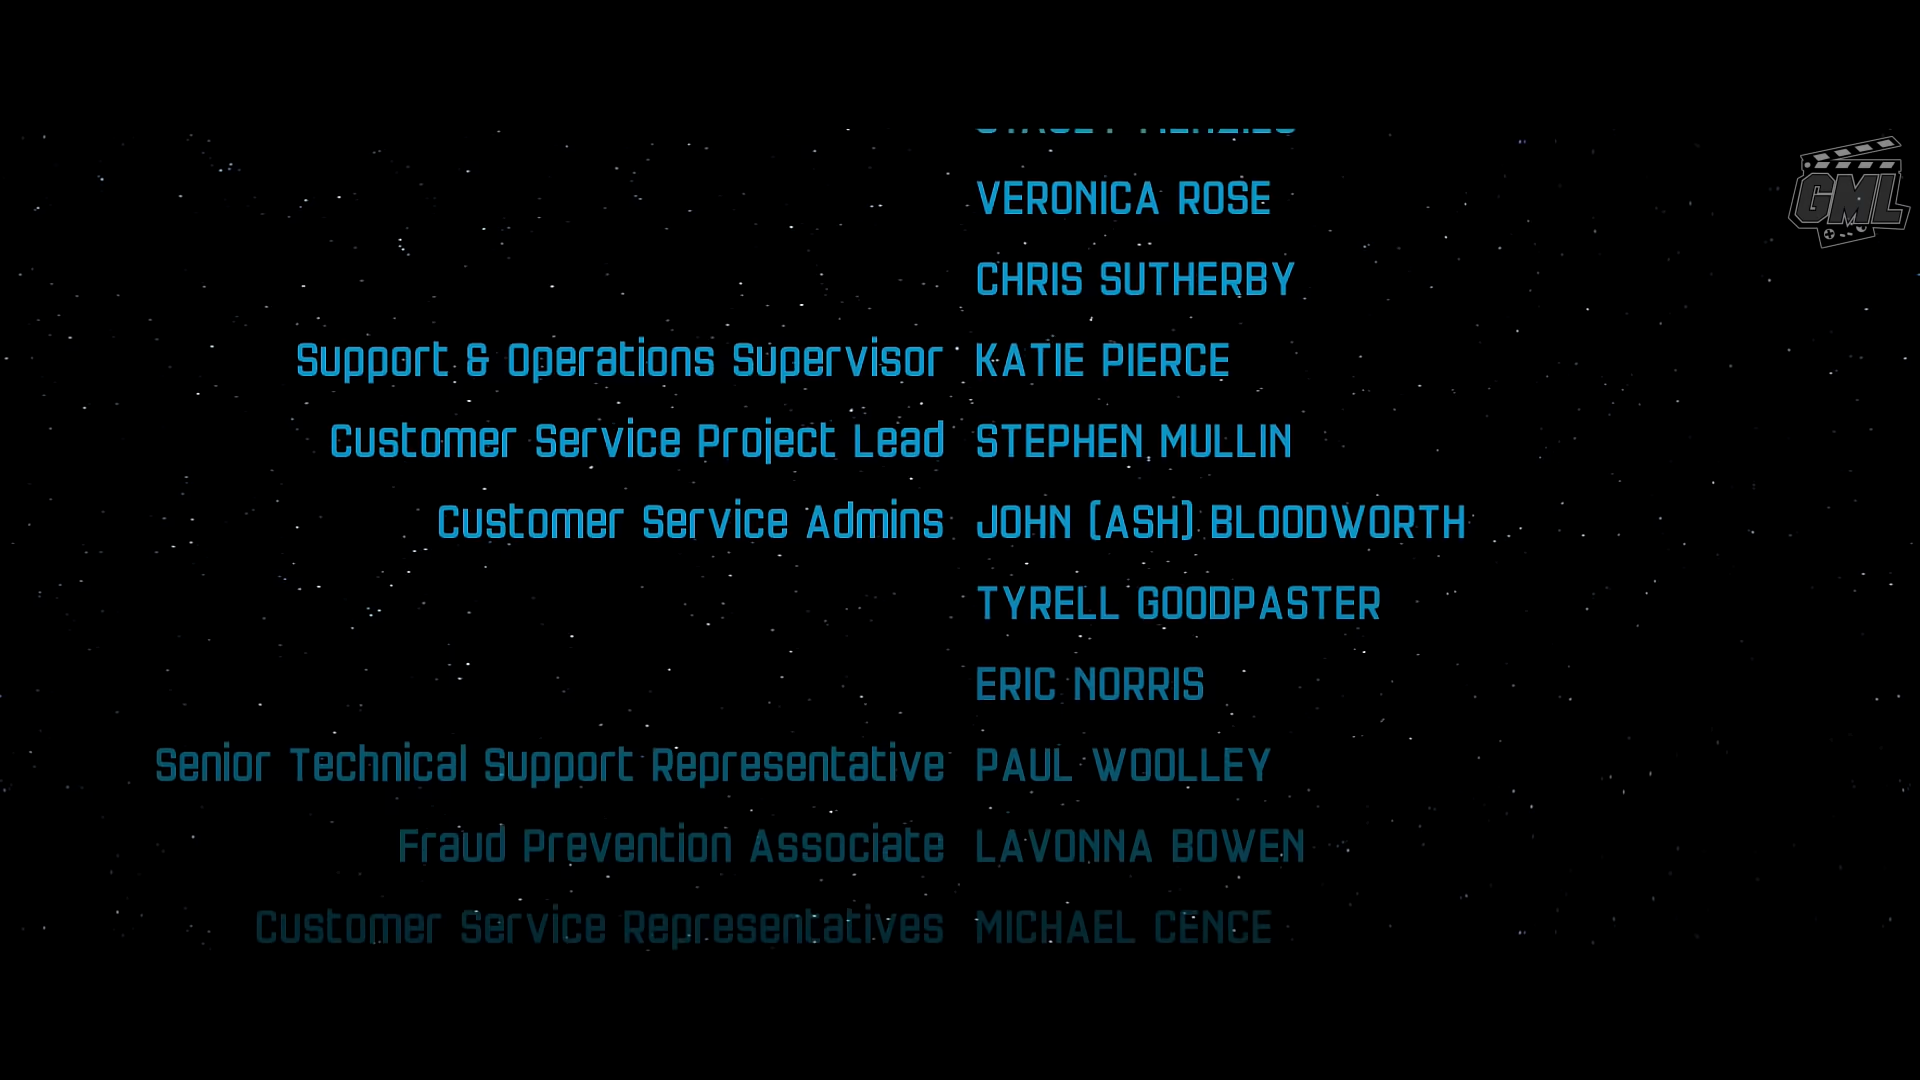 VERONICA ROSE
CHRIS SUTHERBY
Support & Operations Supervisor KATIE PIERCE
Customer Service Project Lead STEPHEN MULLIN
Customer Service Admins JOHN (ASH) BLOODWORTH
TYRELL GOODPASTER
ERIC NORRIS
Senior Technical Support Representative PAUL WOOLLEY
Fraud Prevention Associate LAVONNA BOWEN
Customer Service Representatives MICHAEL CENCE
GML